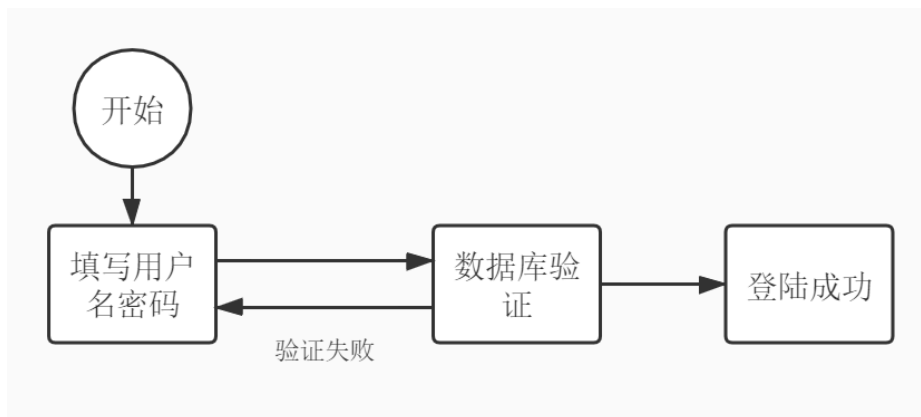 开始
填写用户
名密码
数据库验
证
登陆成功
验证失败